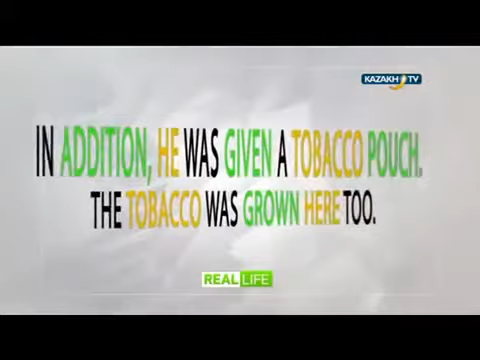 KAZAKH TV
IN ADDITION, HE WAS GIVEN A TOBACCO POUCH.
THE TOBACCO WAS GROWN HERE TOO.
REAL LIFE